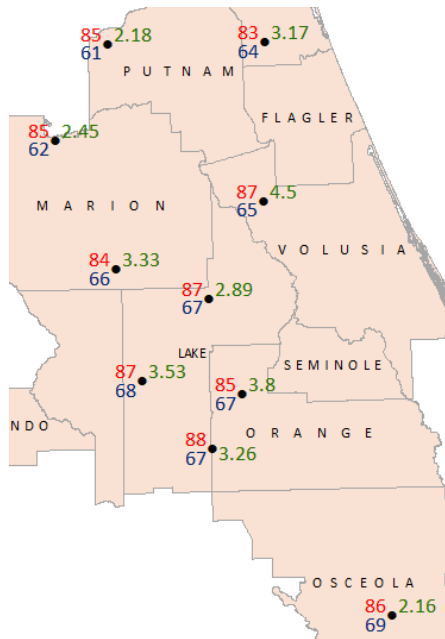 85 2.18
61
83 3.17
64
PUTNAM
FLAGLER
85 2.45
62
MARION
87 4.5
65
VOLUSIA
84 3.33
66
87 2.89
67
LAKE
SEMINOLE
87 3.53
68
85 3.8
67
NDO
ORANGE
88
67 3.26
OSCEOLA
86 2.16
69